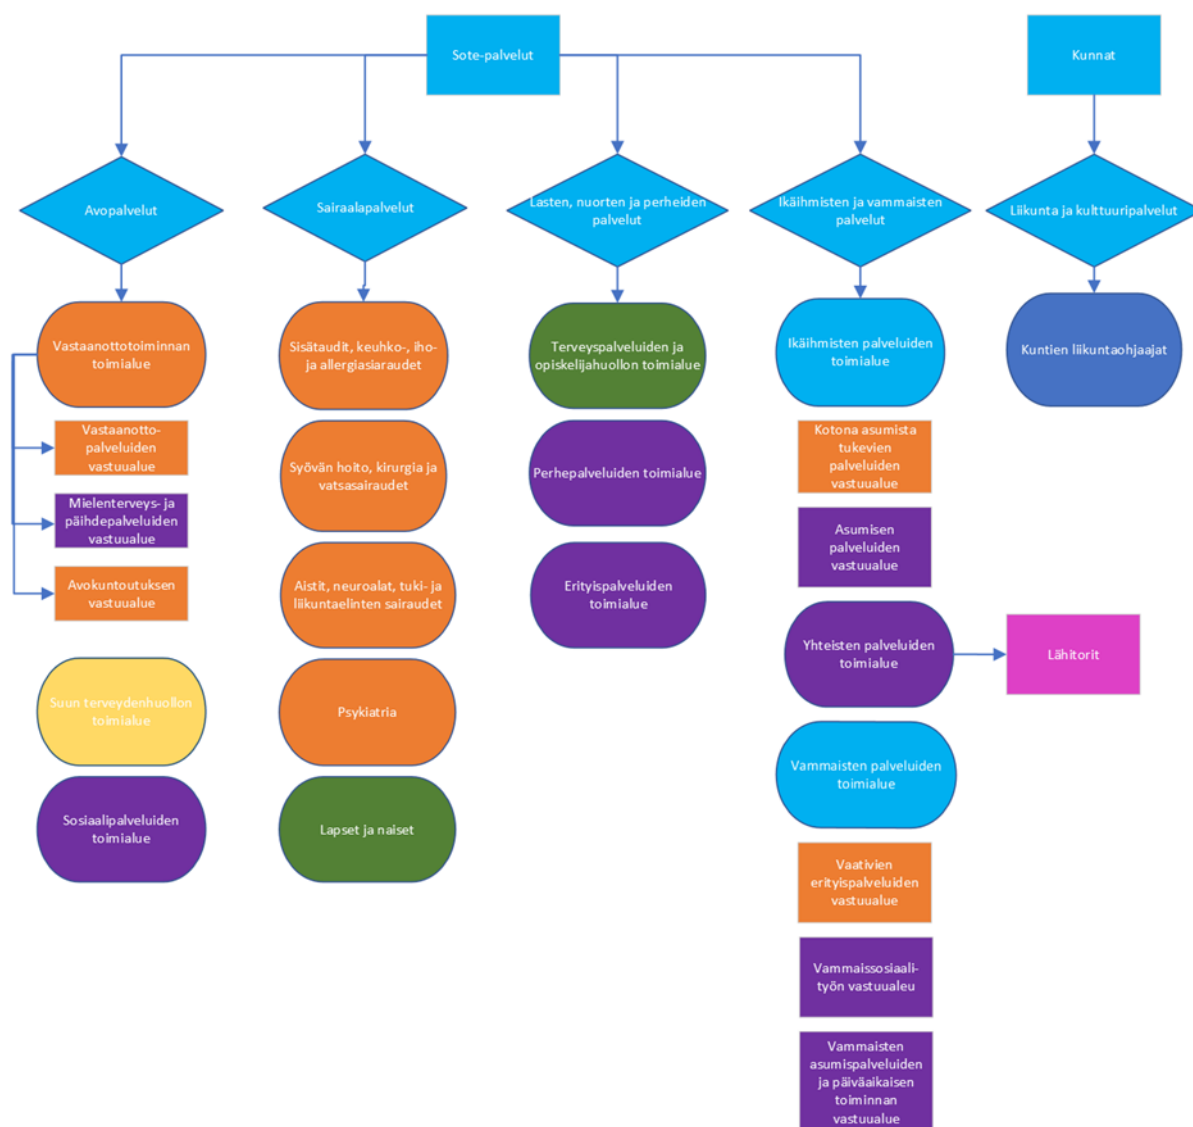 Sote-palvelut
Kunnat
Avopalvelut
Sairaalapalvelut
Lasten, nuorten ja perheiden
palvelut
Ikäihmisten ja vammaisten
palvelut
Liikunta ja kulttuuripalvelut
Vastaanottotoiminnan
toimialue
Vastaanotto-
palveluiden
vastuualue
Mielenterveys- ja
päihdepalveluiden
vastuualue
Avokuntoutuksen
vastuualue
Suun terveydenhuollon
toimialue
Sosiaalipalveluiden
toimialue
Sisätaudit, keuhko-, iho-
ja allergiasiaraudet
Syövän hoito, kirurgia ja
vatsasairaudet
Aistit, neuroalat, tuki- ja
liikuntaelinten sairaudet
Psykiatria
Lapset ja naiset
Terveyspalveluiden ja
opiskelijahuollon toimialue
Perhepalveluiden toimialue
Erityispalveluiden
toimialue
Ikäihmisten palveluiden
toimialue
Kotona asumista
tukevien
palveluiden
vastuualue
Asumisen
palveluiden
vastuualue
Yhteisten palveluiden
toimialue
Lähitorit
Vammaisten palveluiden
toimialue
Vaativien
erityispalveluiden
vastuualue
Vammaissosiaali-
työn vastuualeu
Vammaisten
asumispalveluiden
ja päiväaikaisen
toiminnan
vastuualue
Kuntien liikuntaohjaajat